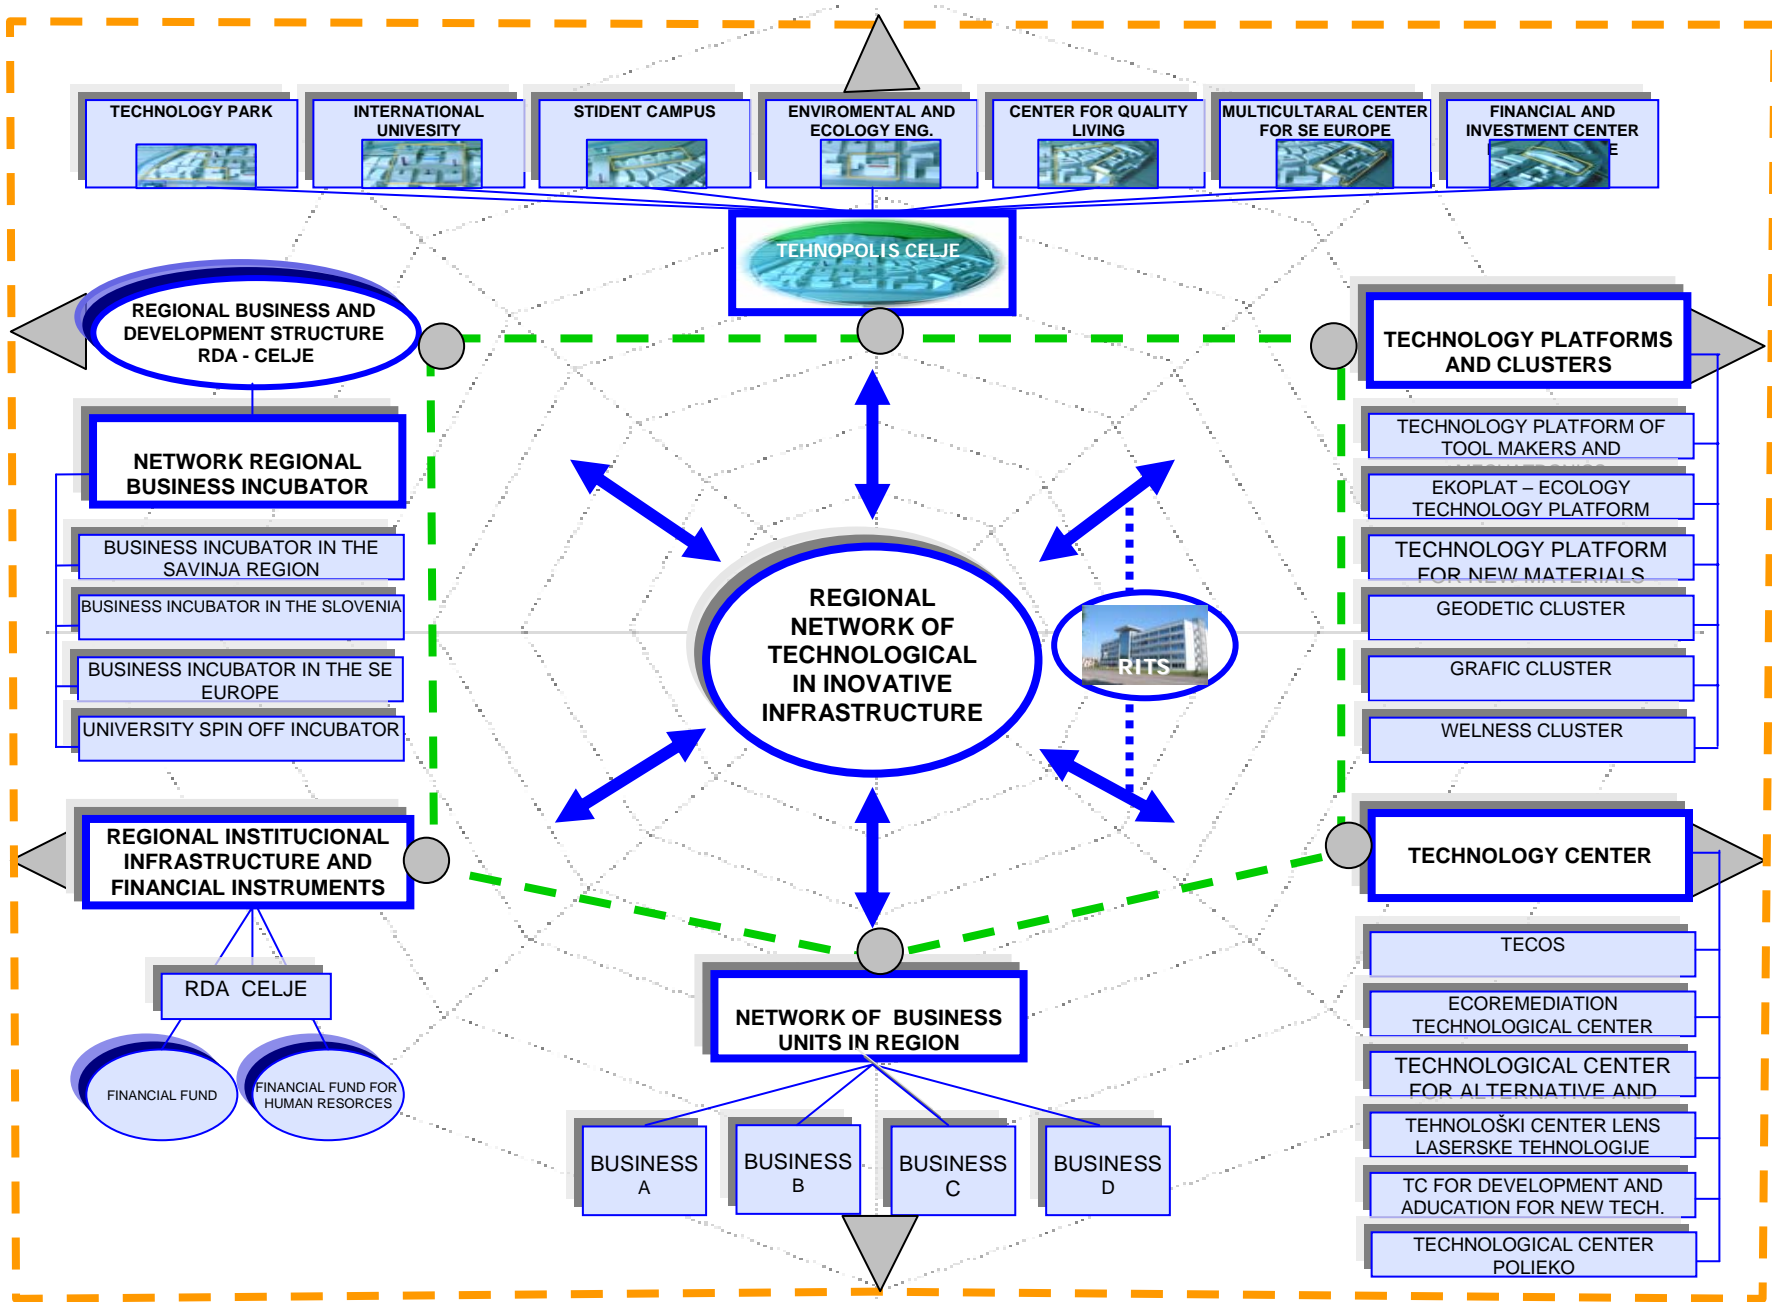 TECHNOLOGY PARK
INTERNATIONAL
UNIVESITY
STIDENT CAMPUS
ENVIROMENTAL AND
ECOLOGY ENG.
CENTER FOR QUALITY
LIVING
MULTICULTARAL CENTER
FOR SE EUROPE
FINANCIAL AND
INVESTMENT CENTER
E
TEHNOPOLIS CELJE
REGIONAL BUSINESS AND
DEVELOPMENT STRUCTURE
RDA - CELJE
NETWORK REGIONAL
BUSINESS INCUBATOR
BUSINESS INCUBATOR IN THE
SAVINJA REGION
BUSINESS INCUBATOR IN THE SLOVENIA
BUSINESS INCUBATOR IN THE SE
EUROPE
UNIVERSITY SPIN OFF INCUBATOR
TECHNOLOGY PLATFORMS
AND CLUSTERS
TECHNOLOGY PLATFORM OF
TOOL MAKERS AND
EKOPLAT – ECOLOGY
TECHNOLOGY PLATFORM
TECHNOLOGY PLATFORM
FOR NEW MATERIALS
GEODETIC CLUSTER
GRAFIC CLUSTER
WELNESS CLUSTER
REGIONAL
NETWORK OF
TECHNOLOGICAL
IN INOVATIVE
INFRASTRUCTURE
RITS
REGIONAL INSTITUCIONAL
INFRASTRUCTURE AND
FINANCIAL INSTRUMENTS
RDA CELJE
FINANCIAL FUND
FINANCIAL FUND FOR
HUMAN RESORCES
NETWORK OF BUSINESS
UNITS IN REGION
BUSINESS
A
BUSINESS
B
BUSINESS
C
BUSINESS
D
TECHNOLOGY CENTER
TECOS
ECOREMEDIATION
TECHNOLOGICAL CENTER
TECHNOLOGICAL CENTER
FOR ALTERNATIVE AND
TEHNOLOŠKI CENTER LENS
LASERSKE TEHNOLOGIJE
TC FOR DEVELOPMENT AND
ADUCATION FOR NEW TECH.
TECHNOLOGICAL CENTER
POLIEKO